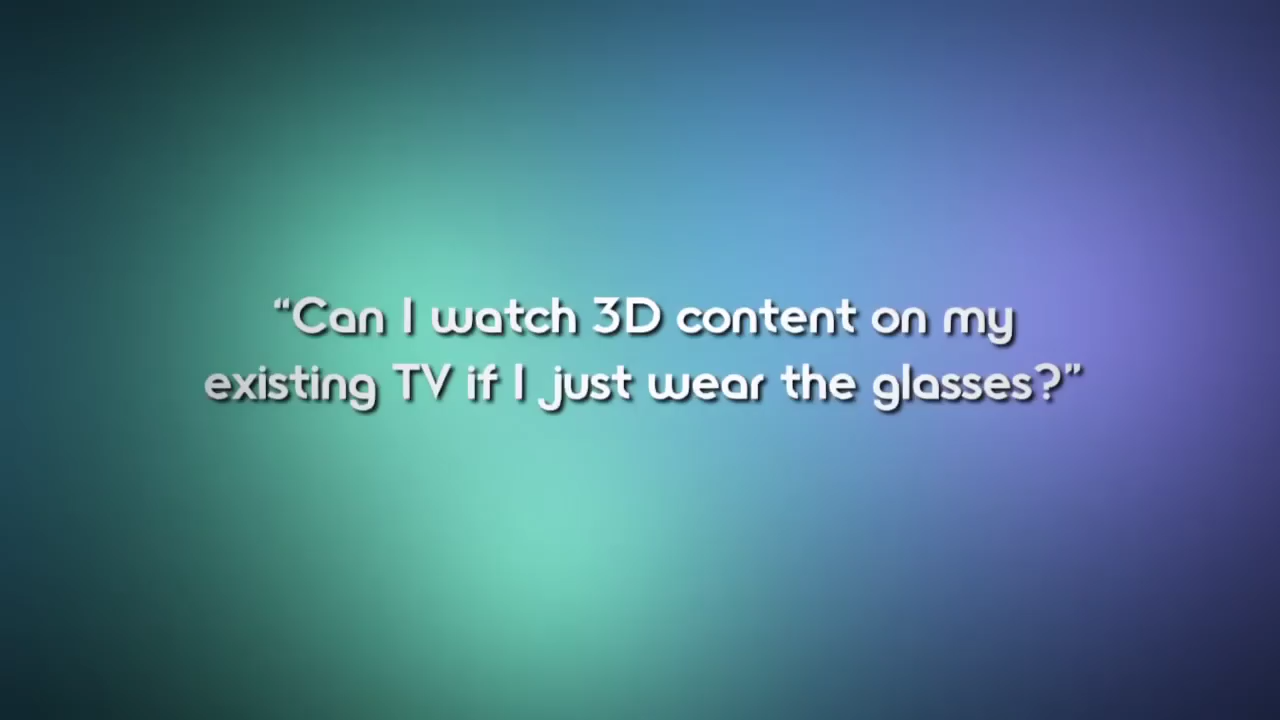 “Can I watch 3D content on my
existing TV if I just wear the glasses?”